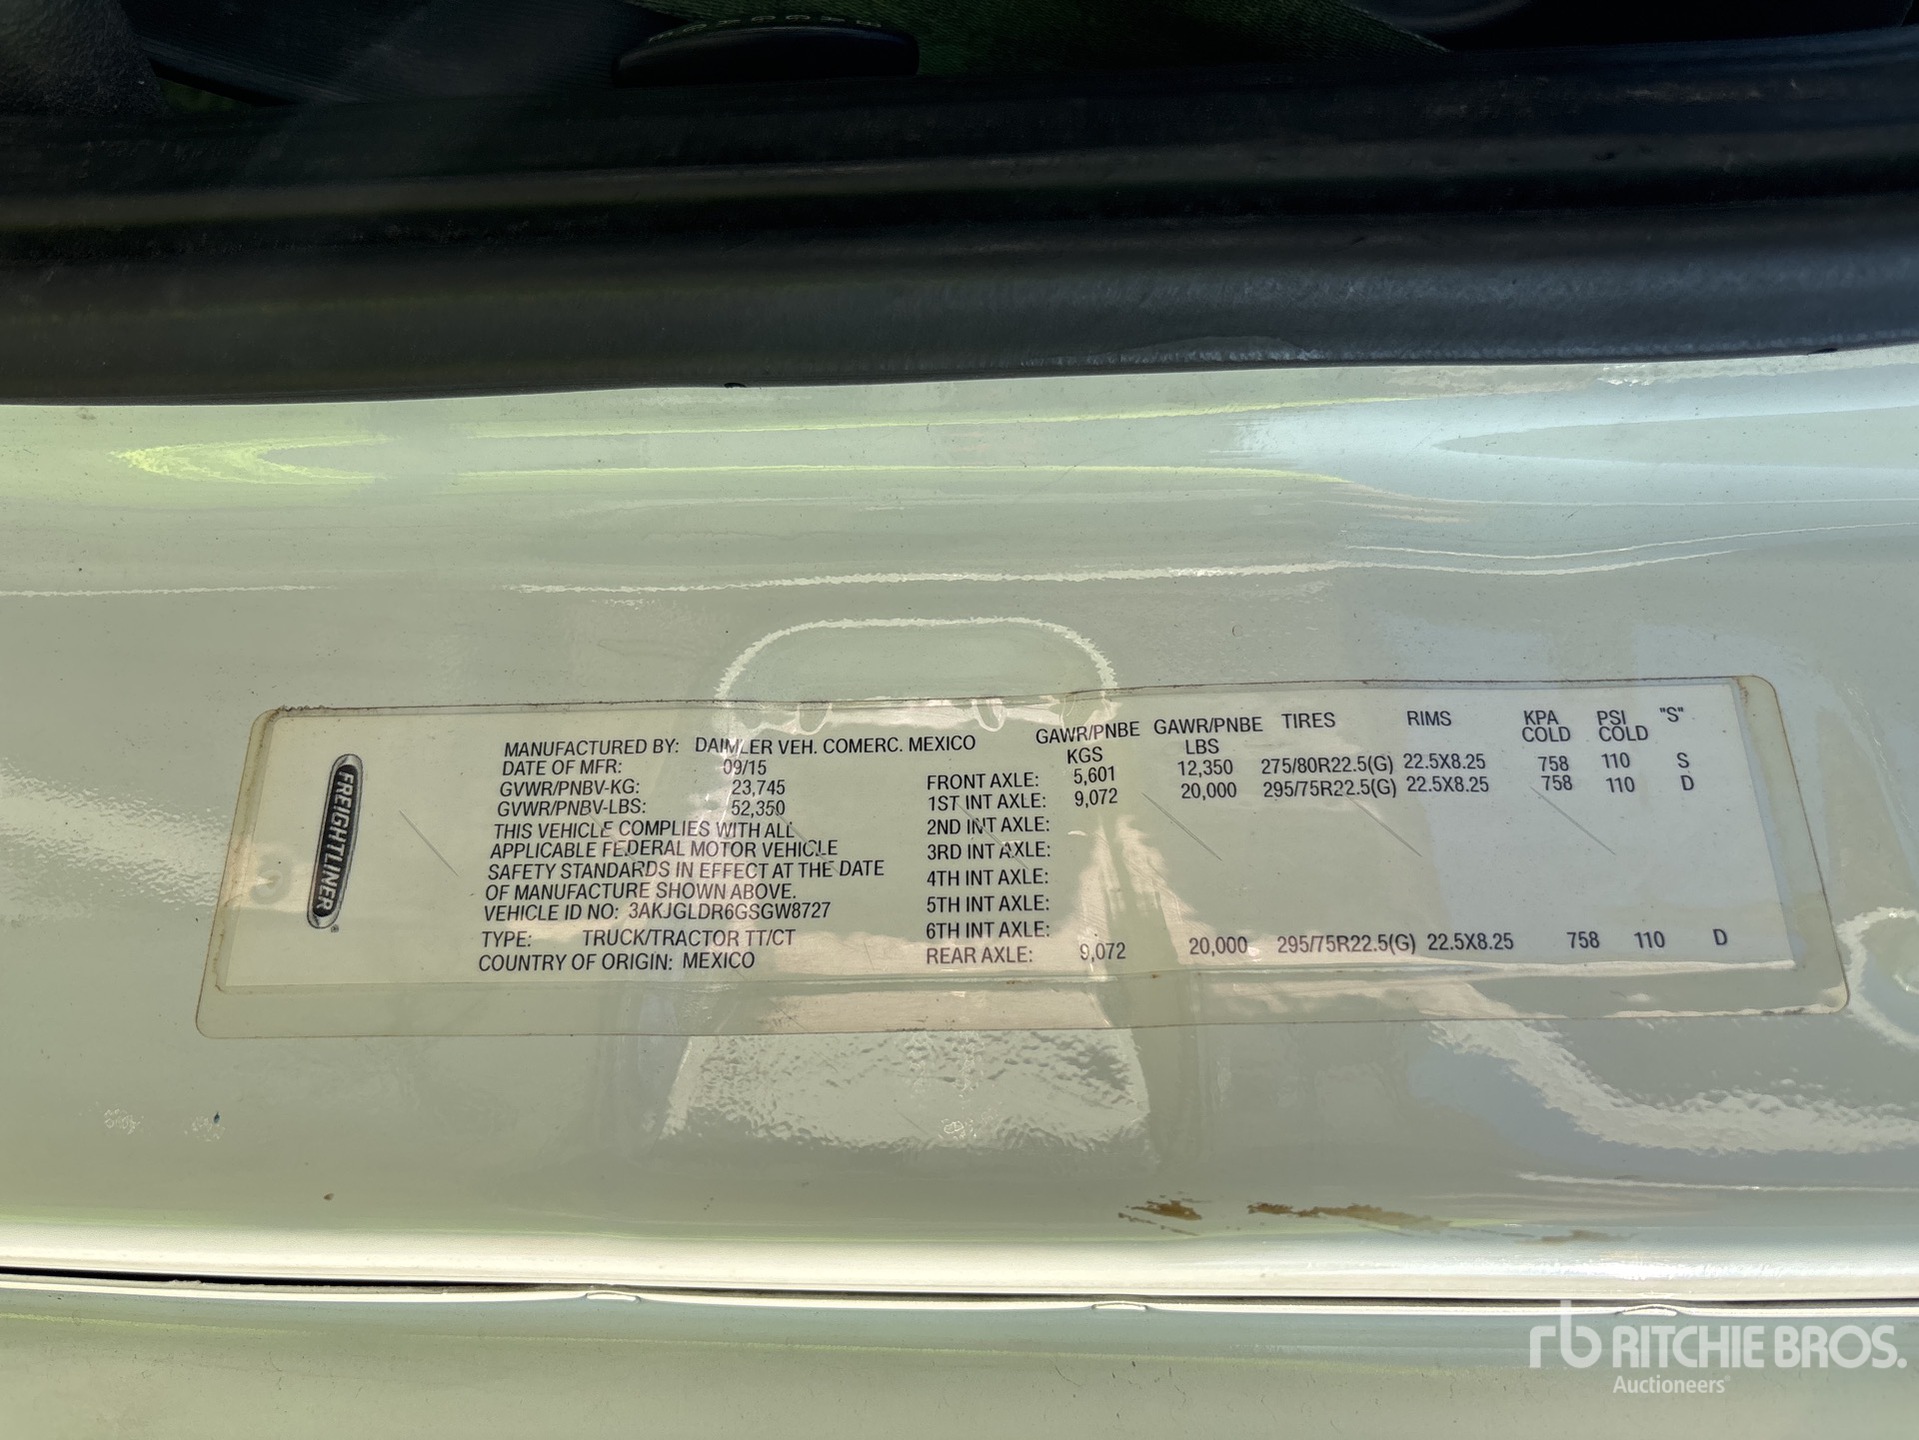 FREIGHTLINER
MANUFACTURED BY: DAIMLER VEH. COMERC. MEXICO
DATE OF MFR: 09/15
GVWR/PNBV-KG: 23,745
GVWR/PNBV-LBS: 52,350
THIS VEHICLE COMPLIES WITH ALL
APPLICABLE FEDERAL MOTOR VEHICLE
SAFETY STANDARDS IN EFFECT AT THE DATE
OF MANUFACTURE SHOWN ABOVE.
VEHICLE ID NO: 3AKJGLDR6GSGW8727
TYPE: TRUCK/TRACTOR TT/CT
COUNTRY OF ORIGIN: MEXICO
GAWR/PNBE GAWR/PNBE TIRES RIMS KPA PSI "S"
KGS LBS COLD COLD
FRONT AXLE: 5,601 12,350 275/80R22.5(G) 22.5X8.25 758 110 S
1ST INT AXLE: 9,072 20,000 295/75R22.5(G) 22.5X8.25 758 110 D
2ND INT AXLE:
3RD INT AXLE:
4TH INT AXLE:
5TH INT AXLE:
6TH INT AXLE:
REAR AXLE: 9,072 20,000 295/75R22.5(G) 22.5X8.25 758 110 D
rb RITCHIE BROS.
Auctioneers